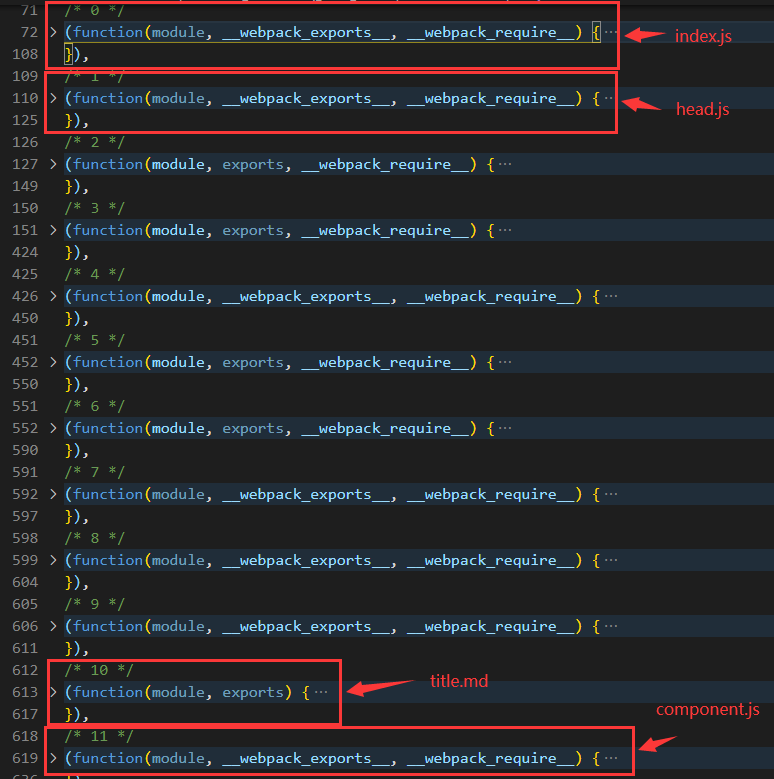 71 /* 0 */
72 (function(module, __webpack_exports__, __webpack_require__) {··· index.js
108 }),
109 /* 1 */
110 (function(module, __webpack_exports__, __webpack_require__) {··· head.js
125 }),
126 /* 2 */
127 (function(module, exports, __webpack_require__) {···
149 }),
150 /* 3 */
151 (function(module, exports, __webpack_require__) {···
424 }),
425 /* 4 */
426 (function(module, __webpack_exports__, __webpack_require__) {···
450 }),
451 /* 5 */
452 (function(module, exports, __webpack_require__) {···
550 }),
551 /* 6 */
552 (function(module, exports, __webpack_require__) {···
590 }),
591 /* 7 */
592 (function(module, __webpack_exports__, __webpack_require__) {···
597 }),
598 /* 8 */
599 (function(module, __webpack_exports__, __webpack_require__) {···
604 }),
605 /* 9 */
606 (function(module, __webpack_exports__, __webpack_require__) {···
611 }),
612 /* 10 */
613 (function(module, exports) {··· title.md
617 }),
component.js
618 /* 11 */
619 (function(module, __webpack_exports__, __webpack_require__) {···